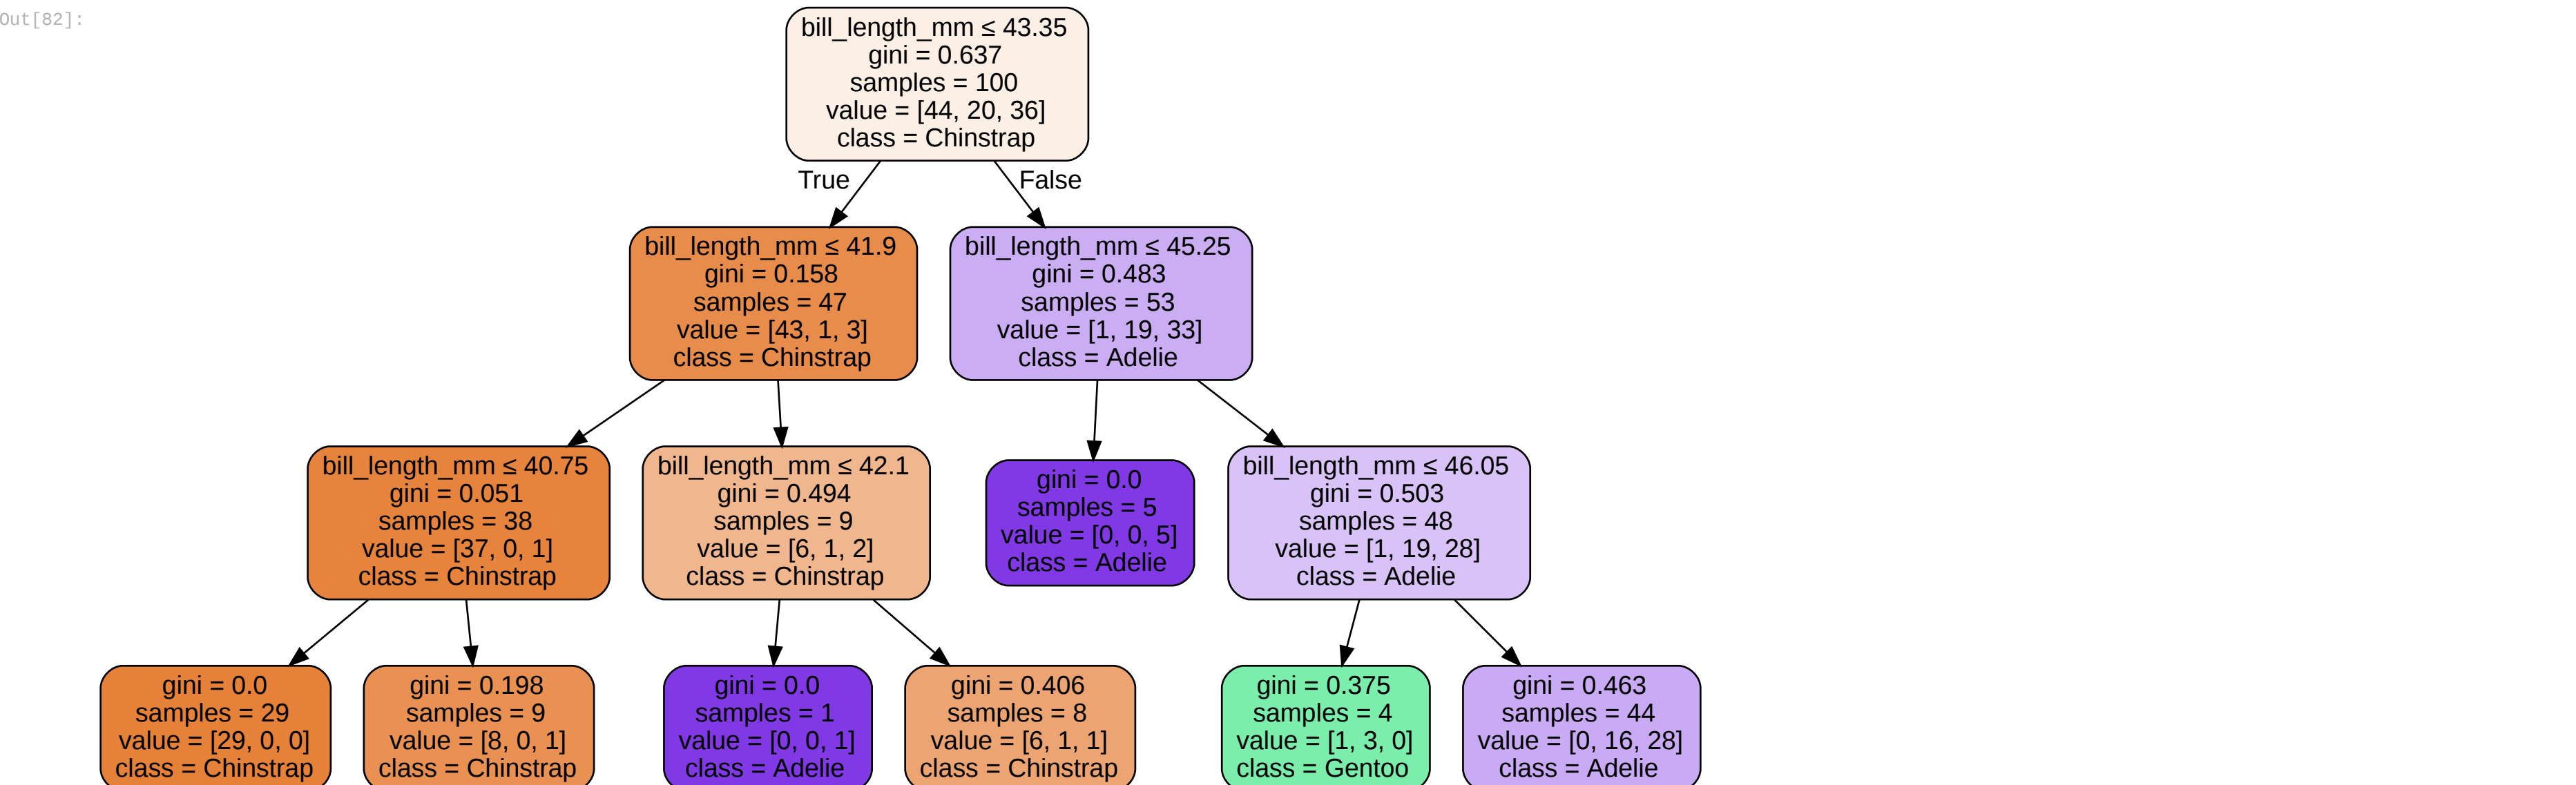 Out[82]:
bill_length_mm ≤ 43.35
gini = 0.637
samples = 100
value = [44, 20, 36]
class = Chinstrap
True
False
bill_length_mm ≤ 41.9
gini = 0.158
samples = 47
value = [43, 1, 3]
class = Chinstrap
bill_length_mm ≤ 45.25
gini = 0.483
samples = 53
value = [1, 19, 33]
class = Adelie
bill_length_mm ≤ 40.75
gini = 0.051
samples = 38
value = [37, 0, 1]
class = Chinstrap
bill_length_mm ≤ 42.1
gini = 0.494
samples = 9
value = [6, 1, 2]
class = Chinstrap
gini = 0.0
samples = 5
value = [0, 0, 5]
class = Adelie
bill_length_mm ≤ 46.05
gini = 0.503
samples = 48
value = [1, 19, 28]
class = Adelie
gini = 0.0
samples = 29
value = [29, 0, 0]
class = Chinstrap
gini = 0.198
samples = 9
value = [8, 0, 1]
class = Chinstrap
gini = 0.0
samples = 1
value = [0, 0, 1]
class = Adelie
gini = 0.406
samples = 8
value = [6, 1, 1]
class = Chinstrap
gini = 0.375
samples = 4
value = [1, 3, 0]
class = Gentoo
gini = 0.463
samples = 44
value = [0, 16, 28]
class = Adelie